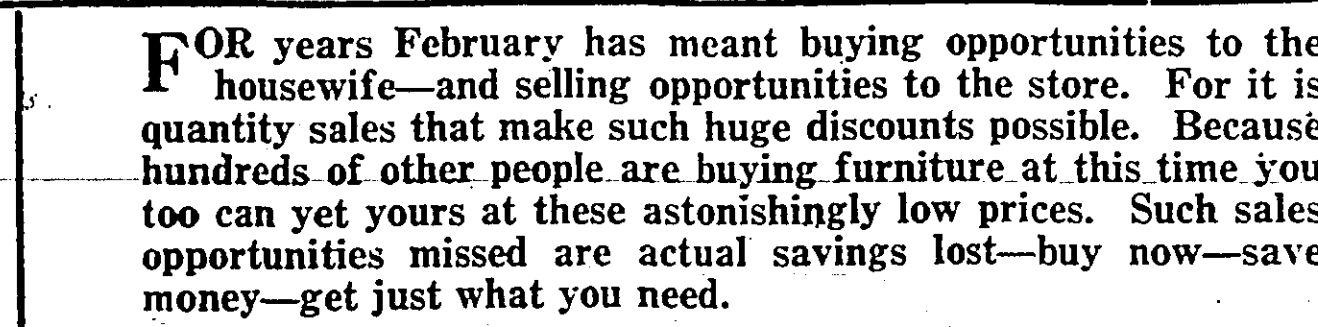 FOR years February has meant buying opportunities to the
housewife—and selling opportunities to the store. For it is
quantity sales that make such huge discounts possible. Because
hundreds of other people are buying furniture at this time you
too can yet yours at these astonishingly low prices. Such sales
opportunities missed are actual savings lost—buy now—save
money—get just what you need.